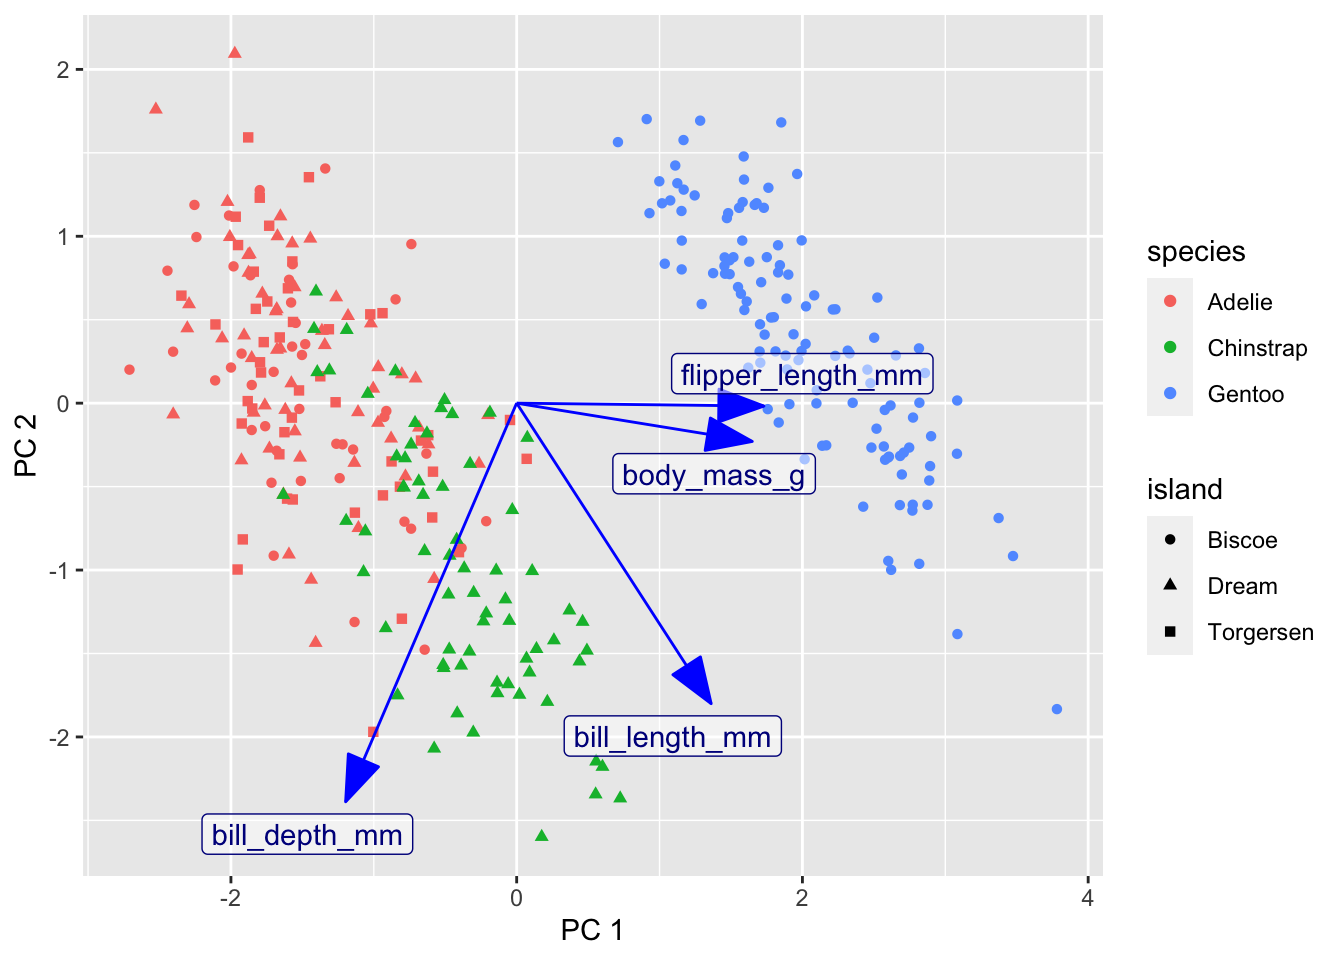 2
1
0
-1
-2
PC 2
flipper_length_mm
body_mass_g
bill_length_mm
bill_depth_mm
-2
0
2
4
PC 1
species
Adelie
Chinstrap
Gentoo
island
Biscoe
Dream
Torgersen